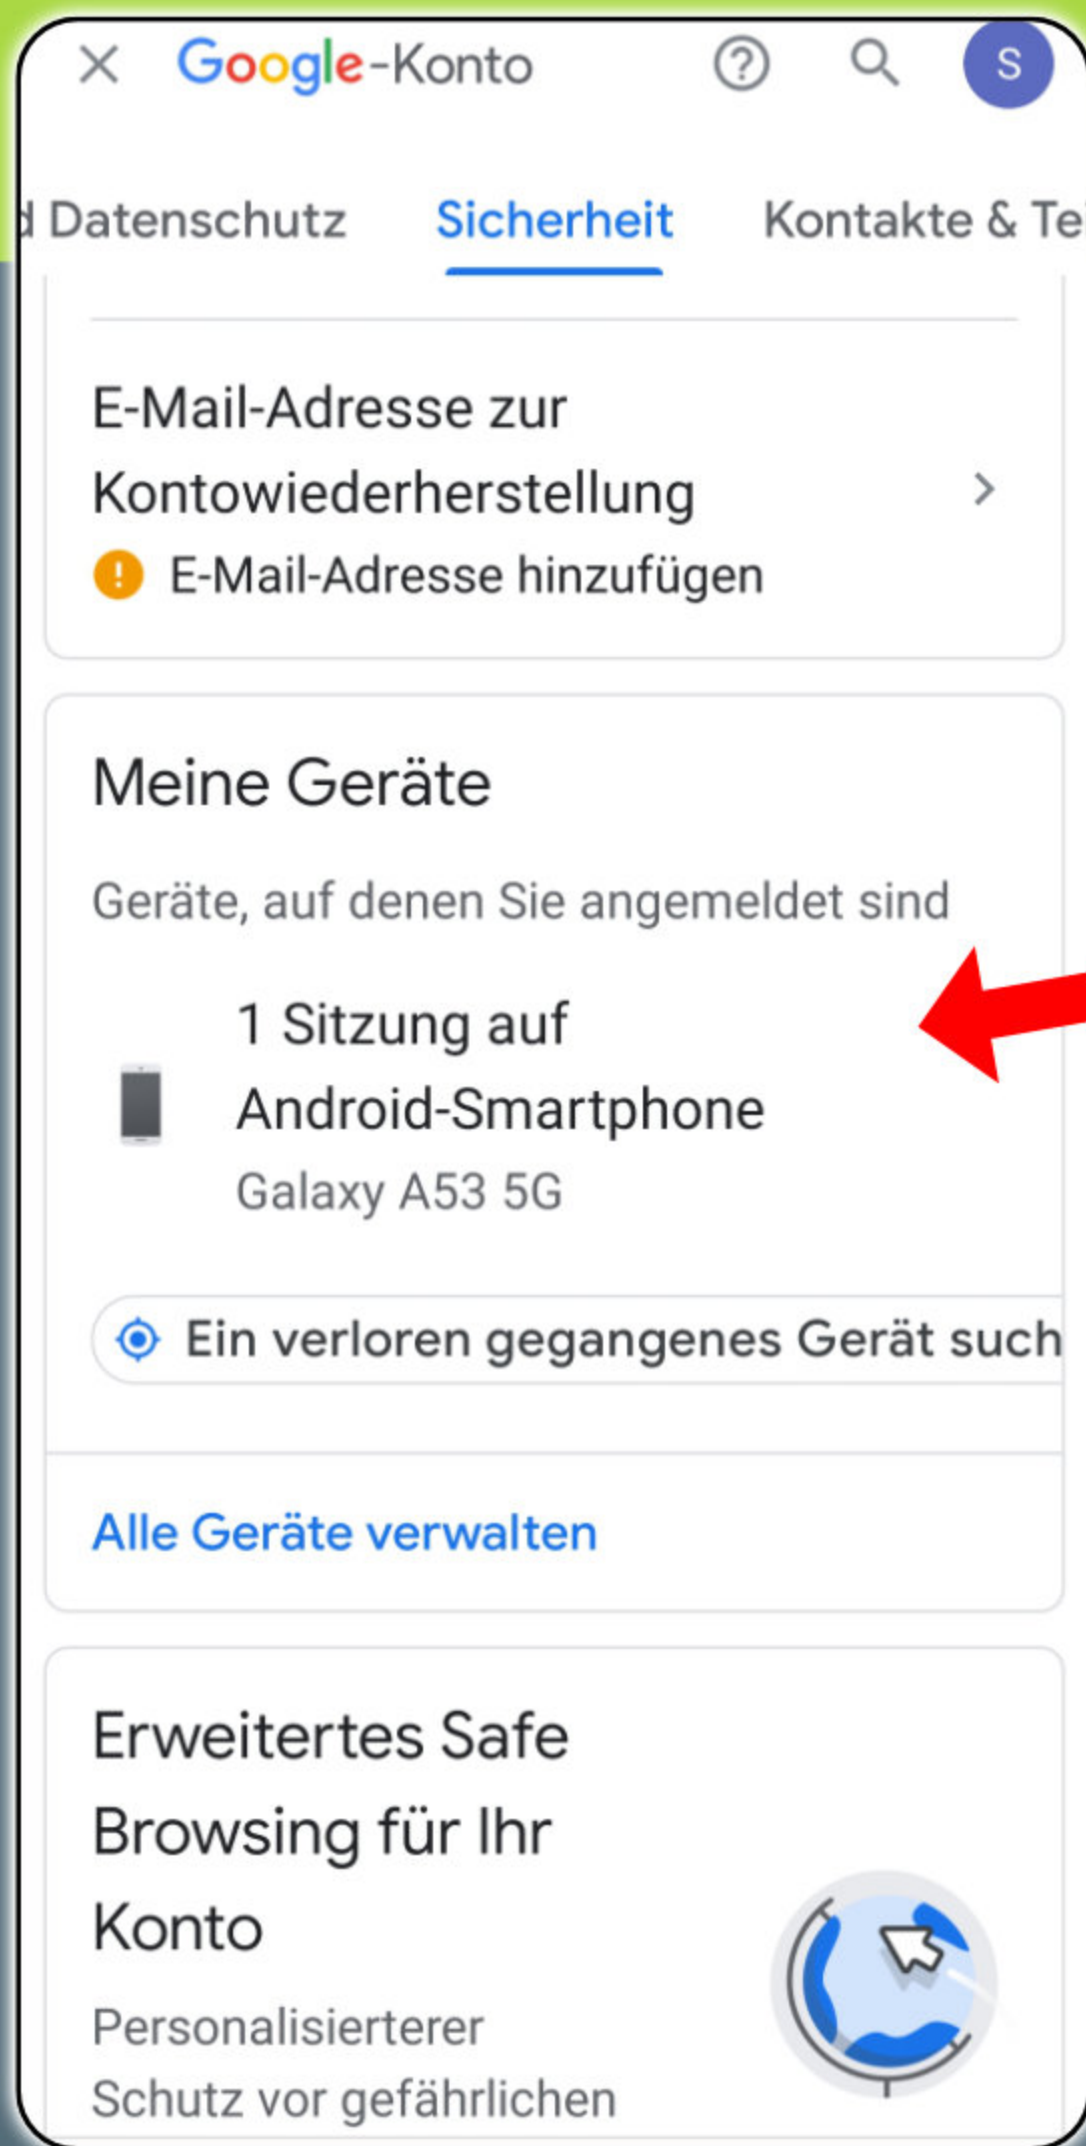 Google-Konto
S
d Datenschutz
Sicherheit
Kontakte & Te
E-Mail-Adresse zur
Kontowiederherstellung
E-Mail-Adresse hinzufügen
Meine Geräte
Geräte, auf denen Sie angemeldet sind
1 Sitzung auf
Android-Smartphone
Galaxy A53 5G
Ein verloren gegangenes Gerät such
Alle Geräte verwalten
Erweitertes Safe
Browsing für Ihr
Konto
Personalisierterer
Schutz vor gefährlichen